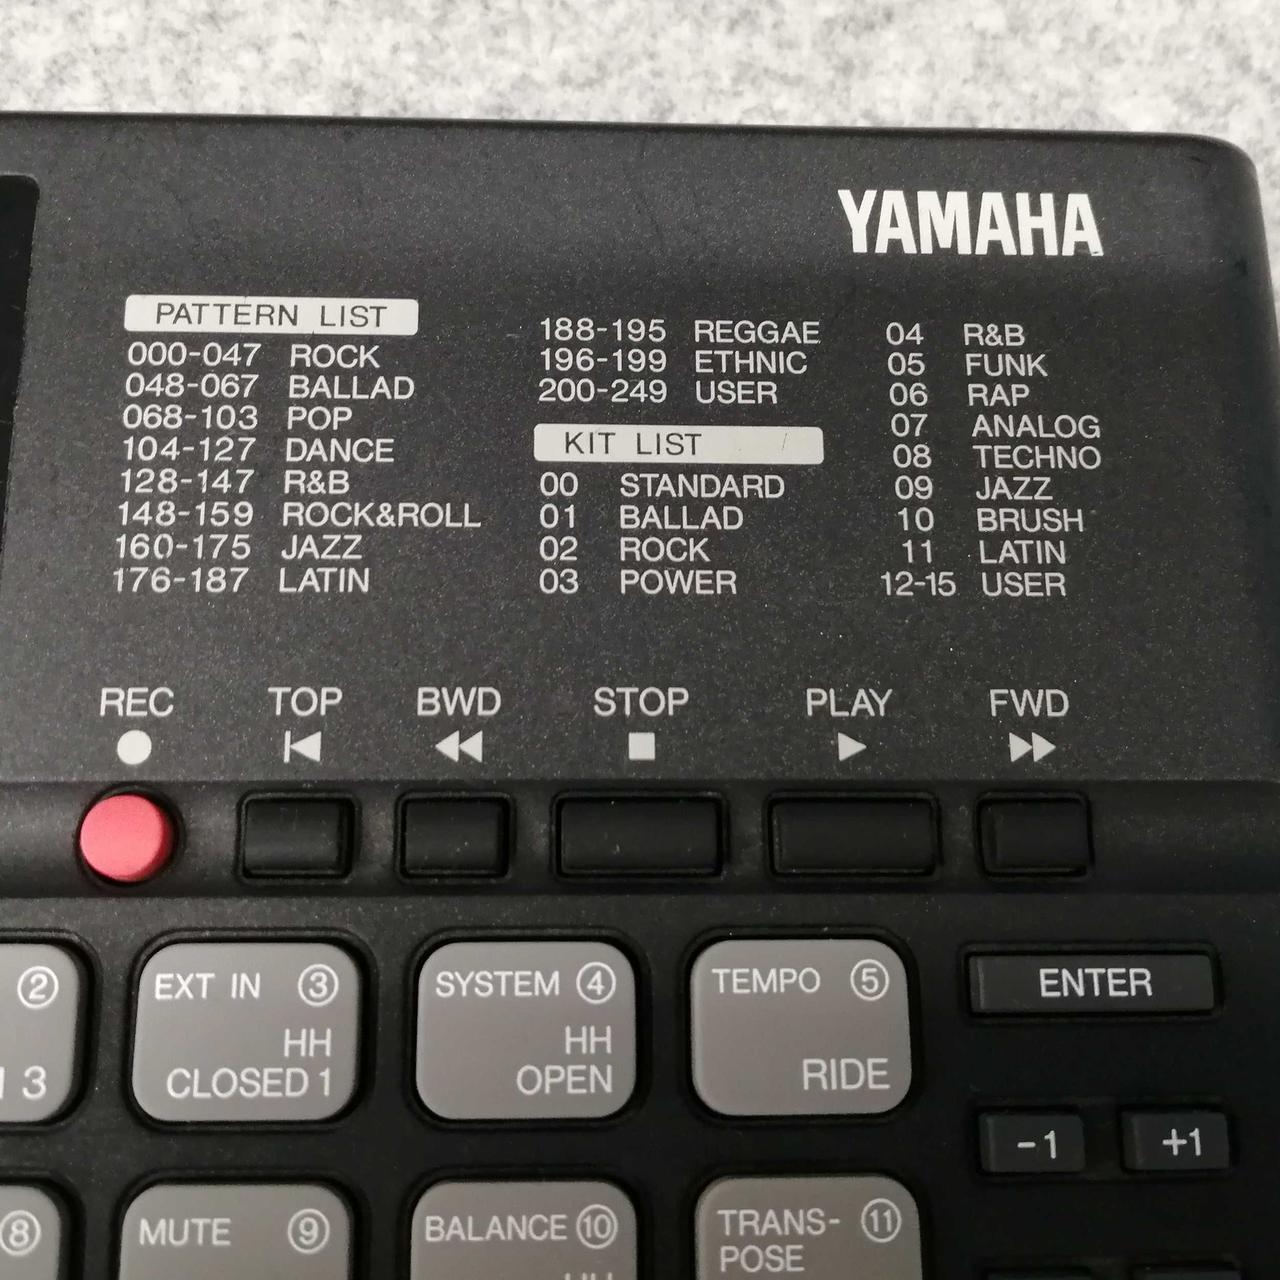 YAMAHA
PATTERN LIST
000-047 ROCK
048-067 BALLAD
068-103 POP
104-127 DANCE
128-147 R&B
148-159 ROCK&ROLL
160-175 JAZZ
176-187 LATIN
188-195 REGGAE
196-199 ETHNIC
200-249 USER
KIT LIST
00 STANDARD
01 BALLAD
02 ROCK
03 POWER
04 R&B
05 FUNK
06 RAP
07 ANALOG
08 TECHNO
09 JAZZ
10 BRUSH
11 LATIN
12-15 USER
REC TOP BWD STOP PLAY FWD
②
3
EXT IN ③
HH
CLOSED 1
SYSTEM ④
HH
OPEN
TEMPO ⑤
RIDE
ENTER
-1 +1
⑧
MUTE ⑨
BALANCE ⑩
HH
TRANS- ⑪
POSE